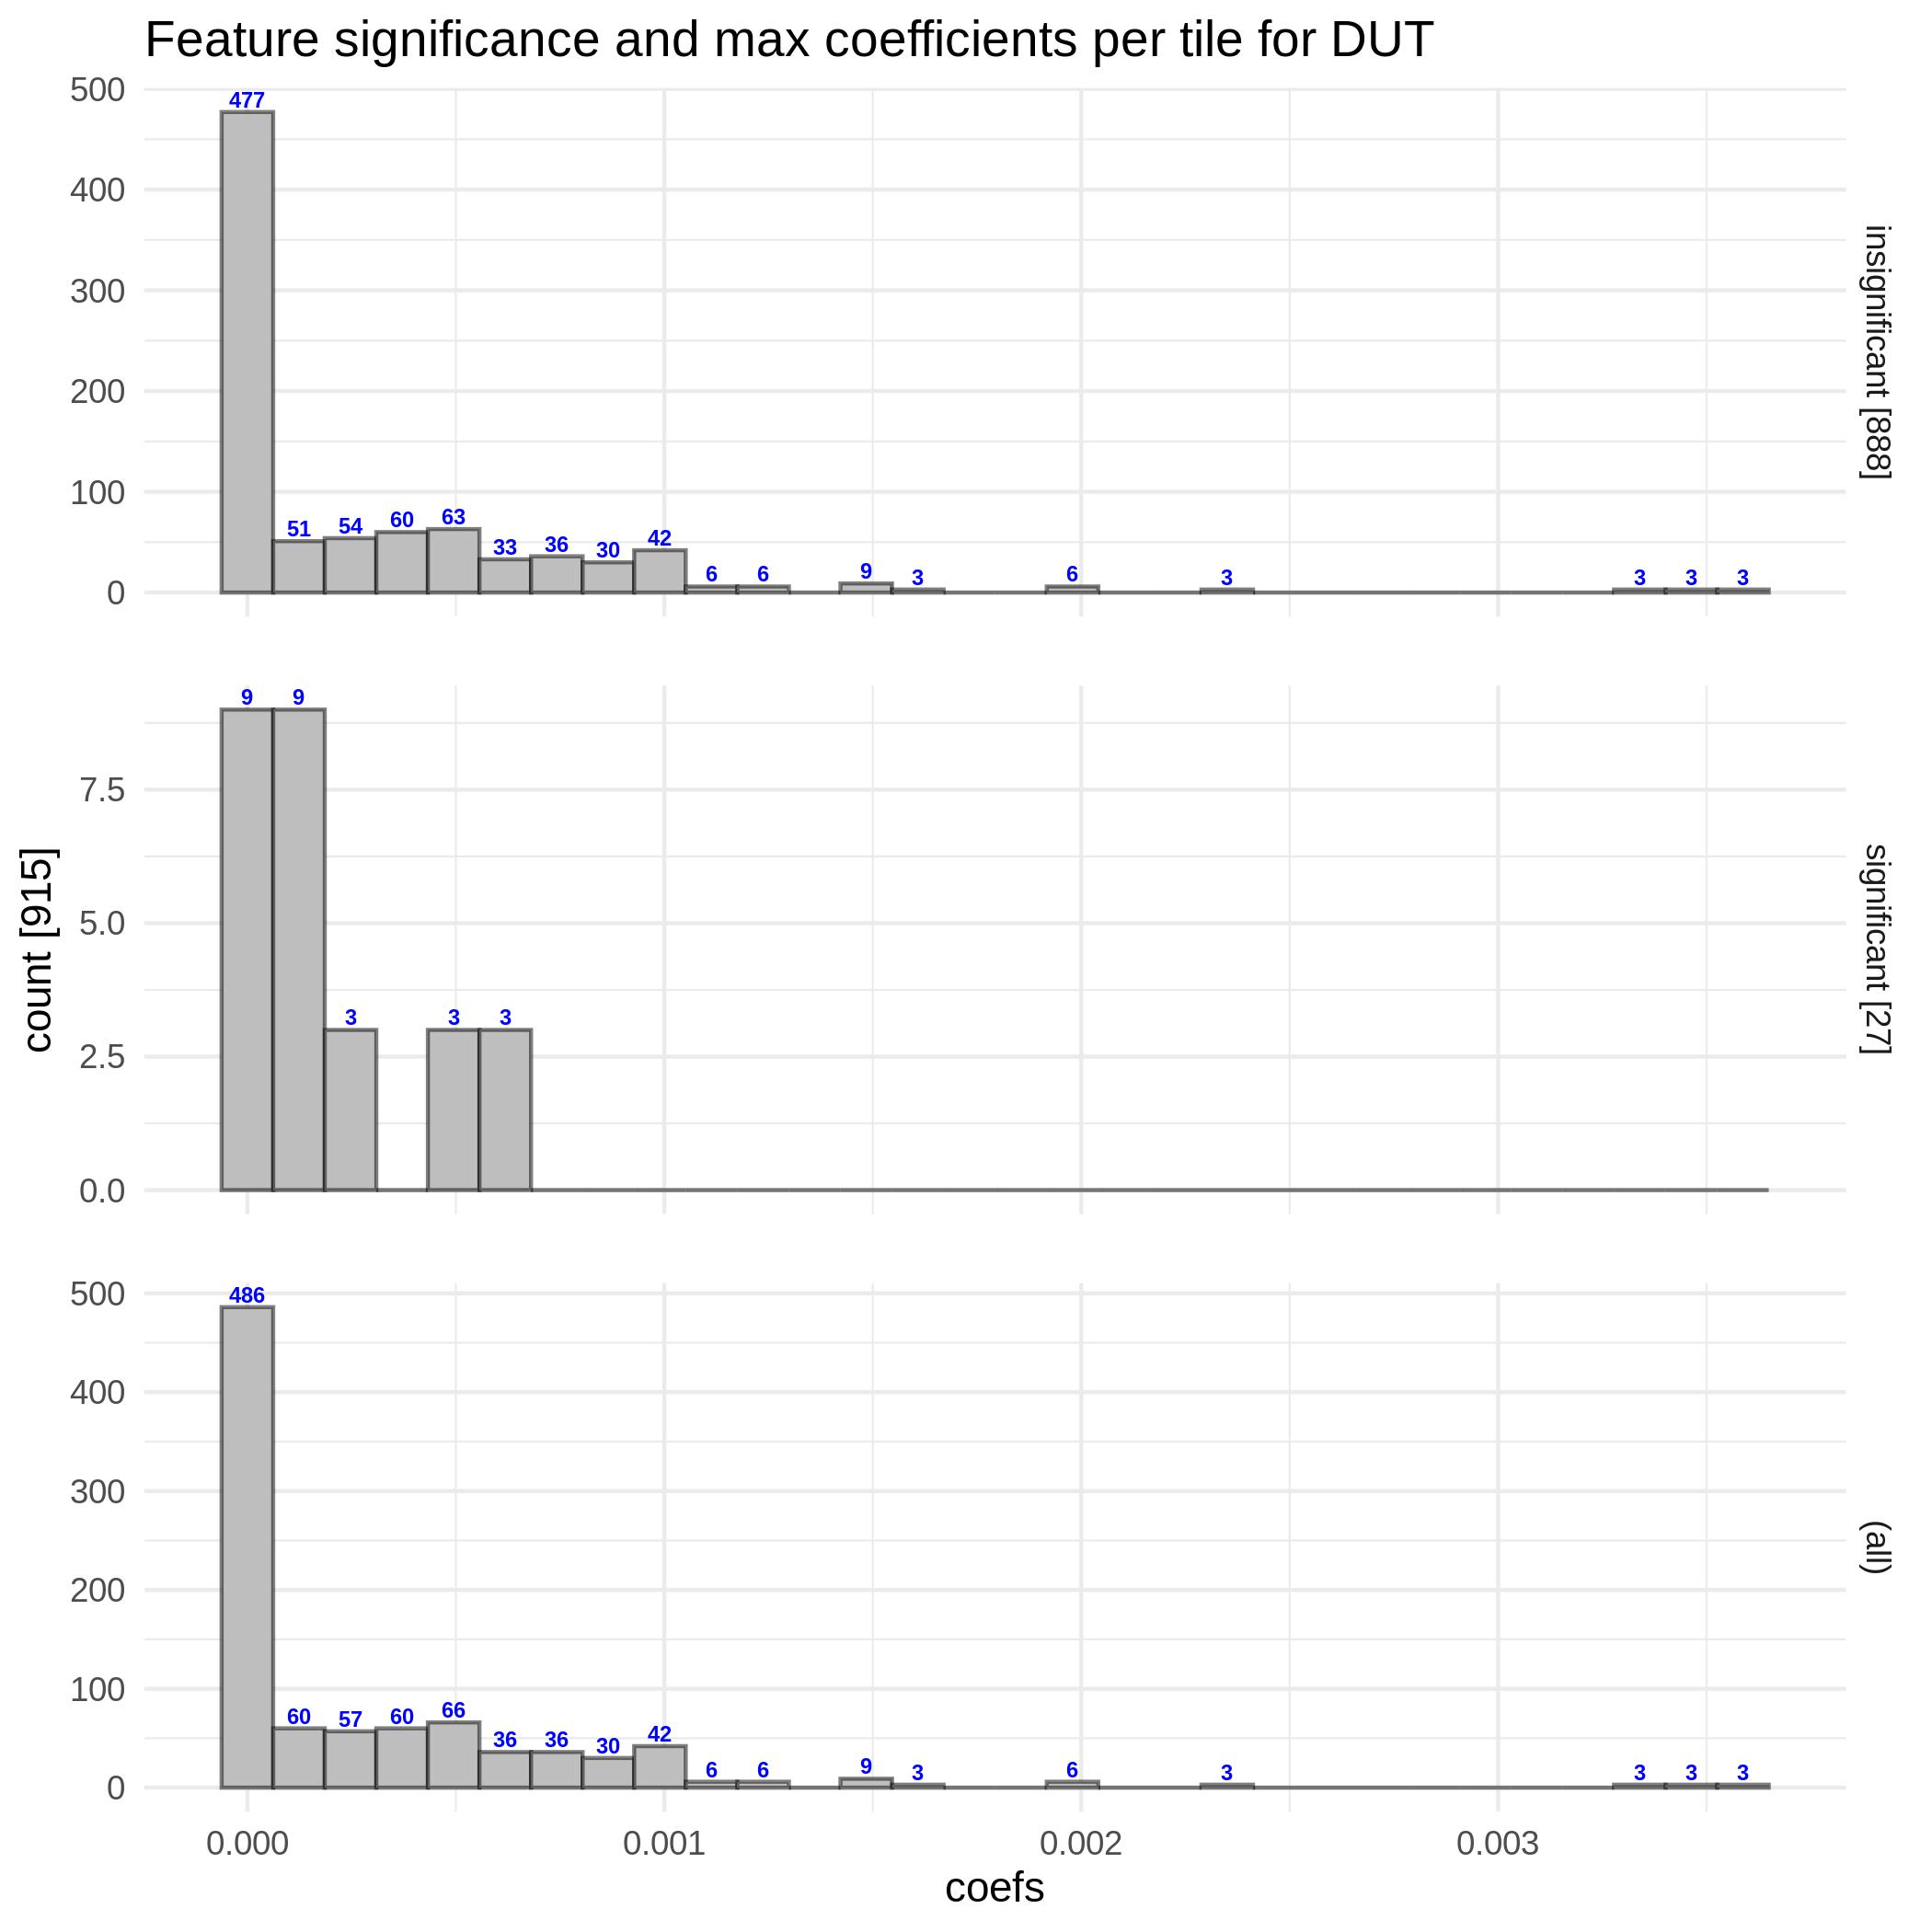 Feature significance and max coefficients per tile for DUT
500
400
300
200
100
0
477
51 54 60 63 33 36 30 42 6 6 9 3 6 3 3 3 3
insignificant [888]
count [915]
7.5
5.0
2.5
0.0
9 9 3 3 3
significant [27]
500
400
300
200
100
0
486
60 57 60 66 36 36 30 42 6 6 9 3 6 3 3 3 3
(all)
0.000 0.001 0.002 0.003
coefs